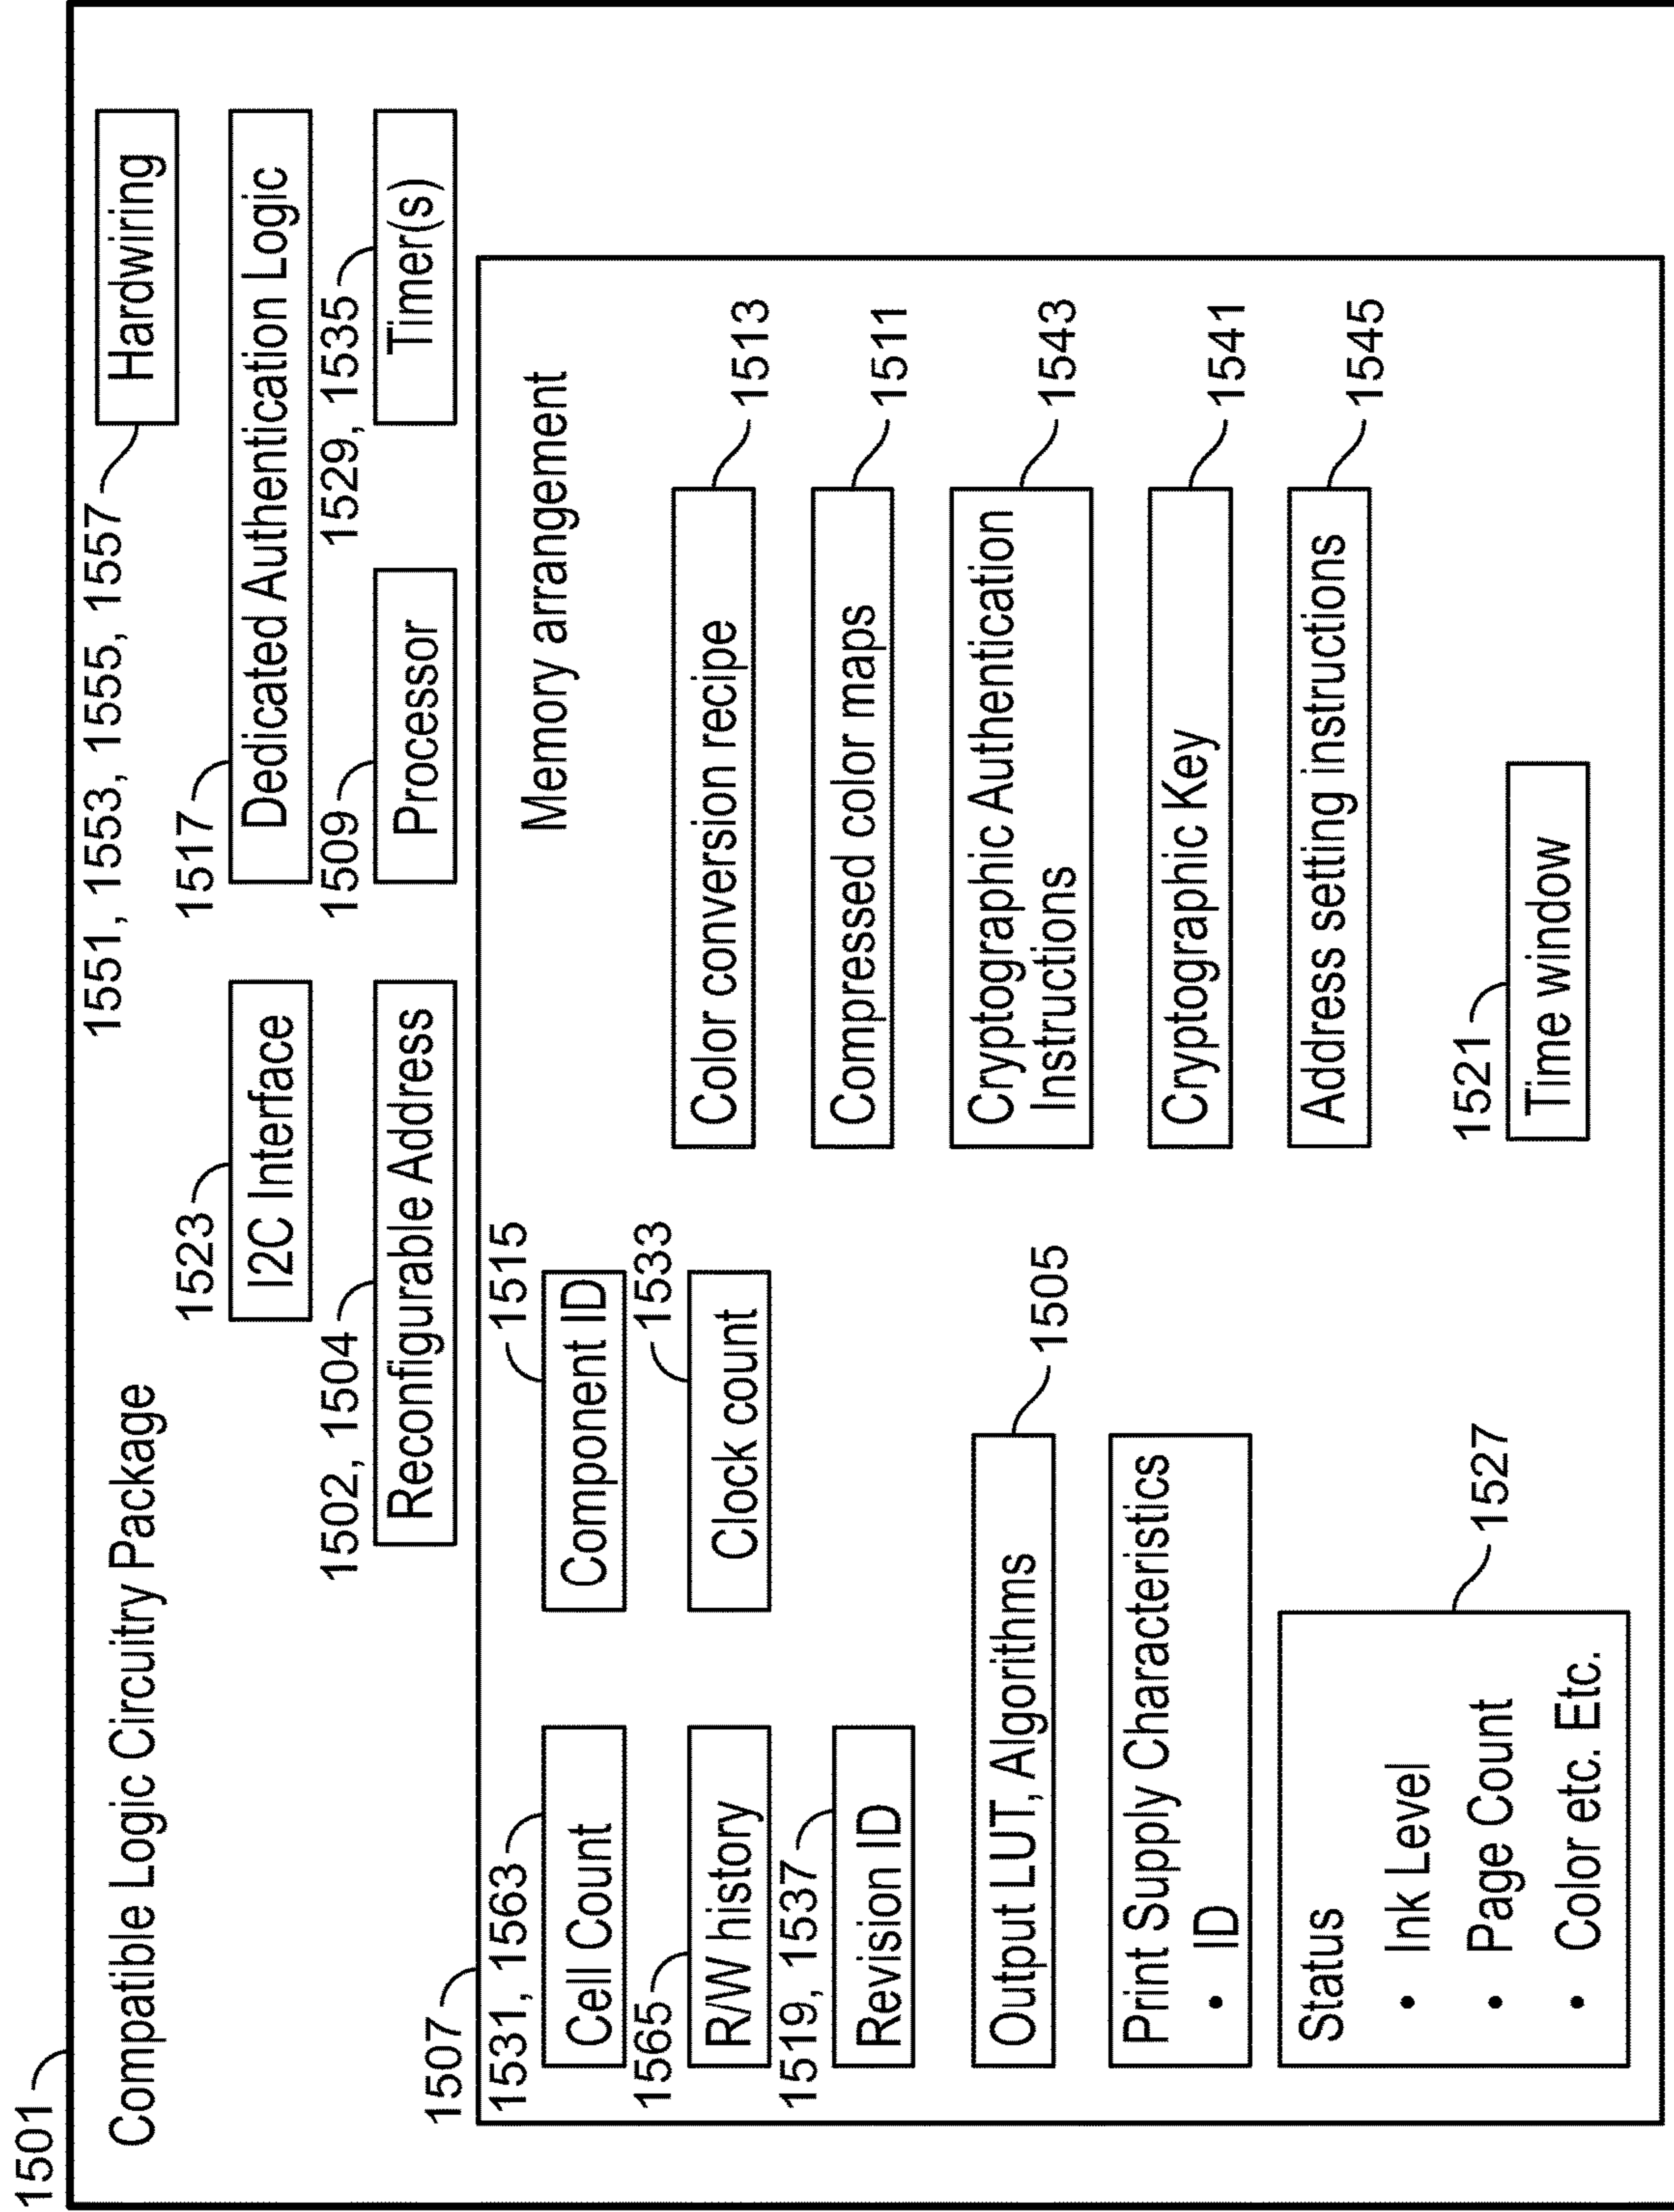 1501
Compatible Logic Circuitry Package
1551, 1553, 1555, 1557
Hardwiring
1523
I2C Interface
1517
Dedicated Authentication Logic
1502, 1504
Reconfigurable Address
1509
Processor
1529, 1535
Timer(s)
1507
Memory arrangement
1531, 1563
Cell Count
1515
Component ID
1565
R/W history
1533
Clock count
1519, 1537
Revision ID
Color conversion recipe
1513
Compressed color maps
1511
Output LUT, Algorithms
1505
Cryptographic Authentication
Instructions
1543
Print Supply Characteristics
• ID
Cryptographic Key
1541
Address setting instructions
1545
Status
• Ink Level
• Page Count
• Color etc. Etc.
1527
1521
Time window